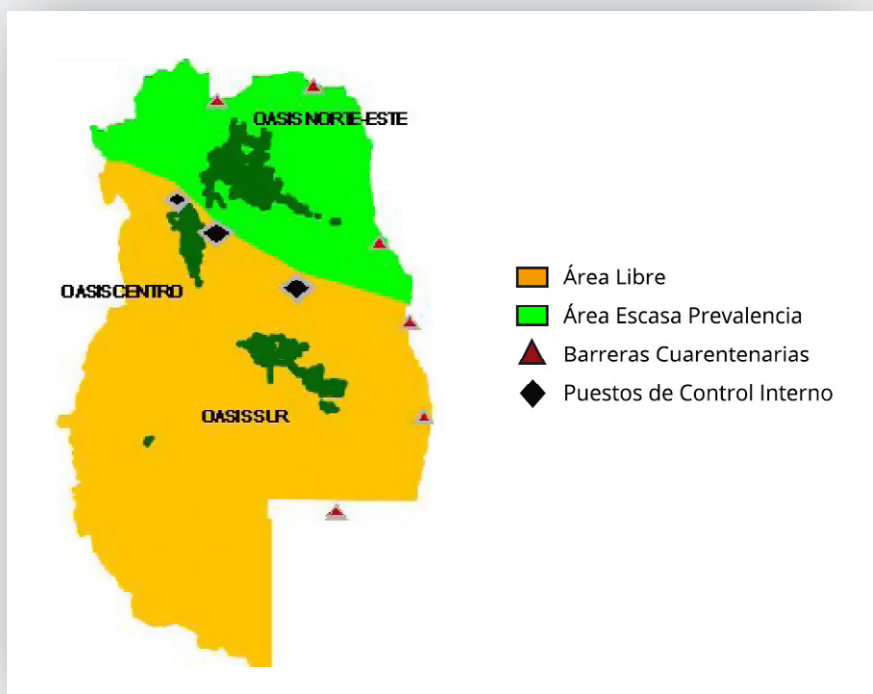 OASIS NORTE-ESTE
OASIS CENTRO
OASIS SUR
Área Libre
Área Escasa Prevalencia
Barreras Cuarentenarias
Puestos de Control Interno